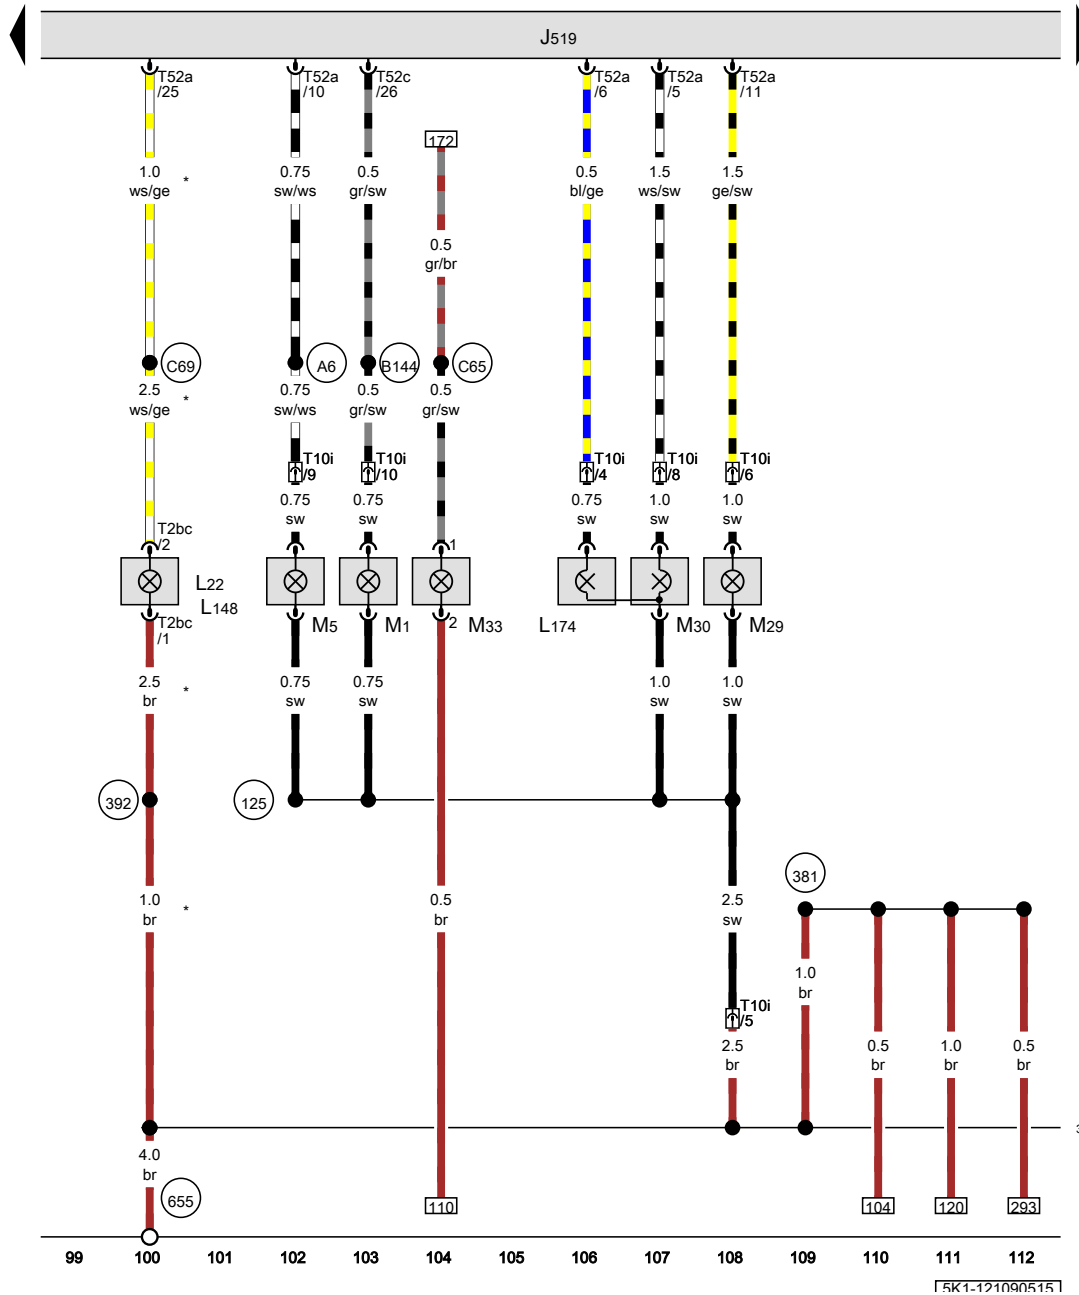 J519
T52a
/25
T52a
/10
T52c
/26
T52a
/6
T52a
/5
T52a
/11
172
1.0
ws/ge
*
0.75
sw/ws
0.5
gr/sw
0.5
gr/br
0.5
bl/ge
1.5
ws/sw
1.5
ge/sw
C69
A6
B144
C65
2.5
ws/ge
*
0.75
sw/ws
0.5
gr/sw
0.5
gr/sw
T10i
/9
T10i
/10
T10i
/4
T10i
/8
T10i
/6
0.75
sw
0.75
sw
0.75
sw
1.0
sw
1.0
sw
T2bc
/2
1
L22
L148
T2bc
/1
M5
M1
2
M33
L174
M30
M29
2.5
br
*
0.75
sw
0.75
sw
1.0
sw
1.0
sw
392
125
381
1.0
br
*
0.5
br
2.5
sw
1.0
br
T10i
/5
2.5
br
0.5
br
1.0
br
0.5
br
4.0
br
655
110
104
120
293
99 100 101 102 103 104 105 106 107 108 109 110 111 112
5K1-121090515